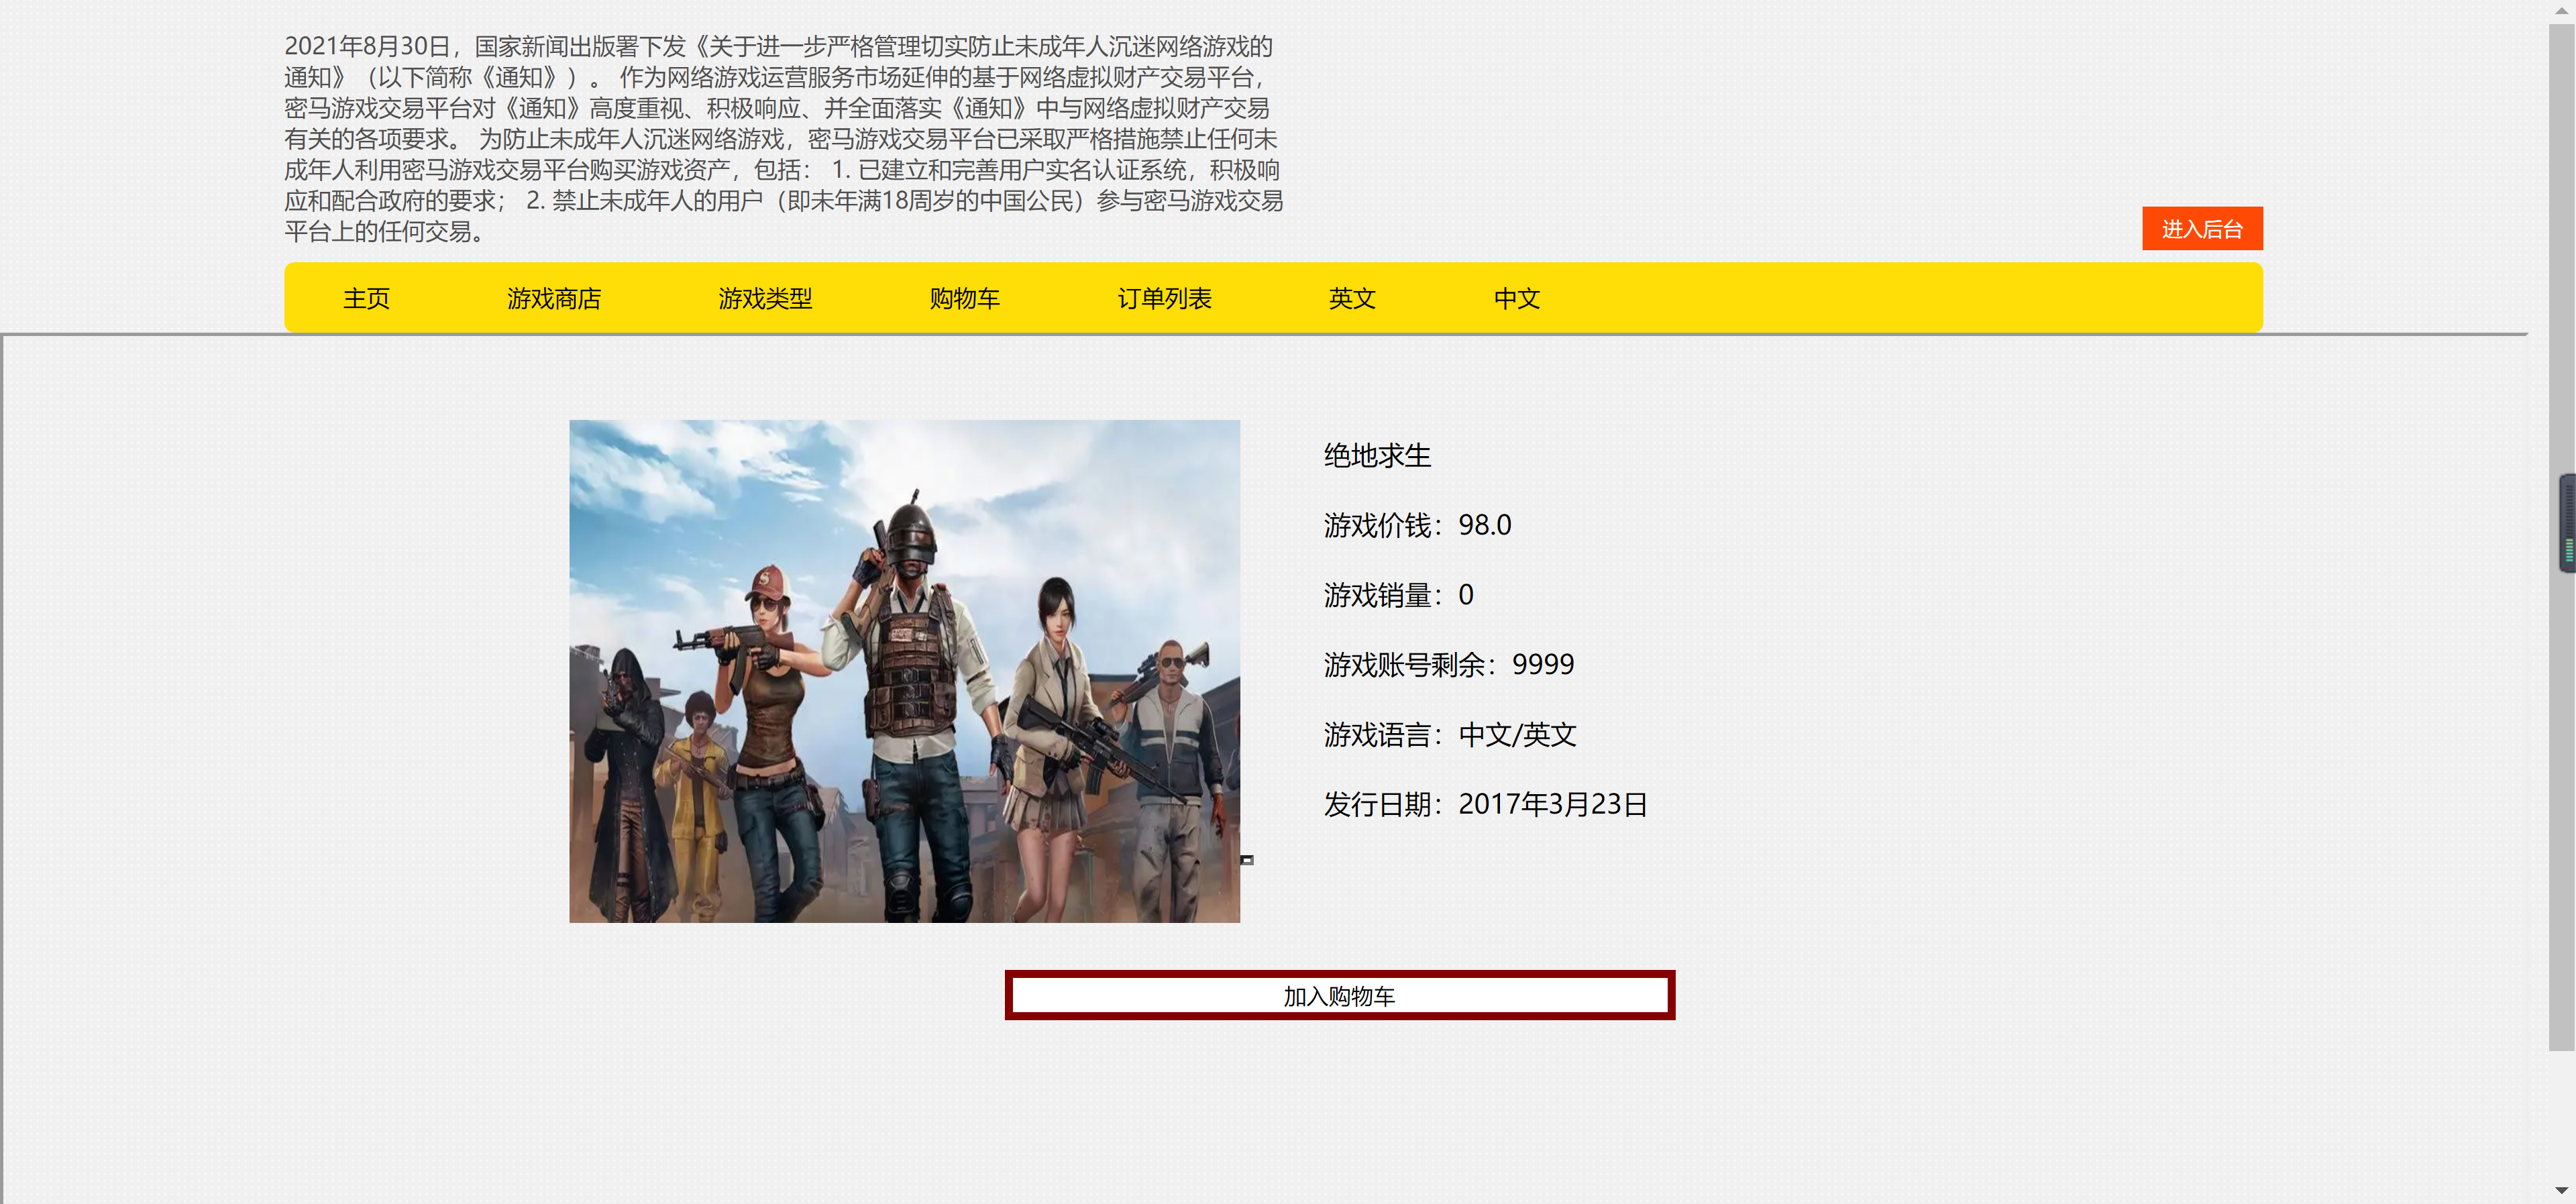 2021年8月30日，国家新闻出版署下发《关于进一步严格管理切实防止未成年人沉迷网络游戏的
通知》（以下简称《通知》）。 作为网络游戏运营服务市场延伸的基于网络虚拟财产交易平台，
密马游戏交易平台对《通知》高度重视、积极响应、并全面落实《通知》中与网络虚拟财产交易
有关的各项要求。 为防止未成年人沉迷网络游戏，密马游戏交易平台已采取严格措施禁止任何未
成年人利用密马游戏交易平台购买游戏资产，包括： 1. 已建立和完善用户实名认证系统，积极响
应和配合政府的要求； 2. 禁止未成年人的用户（即未年满18周岁的中国公民）参与密马游戏交易
平台上的任何交易。
进入后台
主页 游戏商店 游戏类型 购物车 订单列表 英文 中文
绝地求生
游戏价钱：98.0
游戏销量：0
游戏账号剩余：9999
游戏语言：中文/英文
发行日期：2017年3月23日
加入购物车